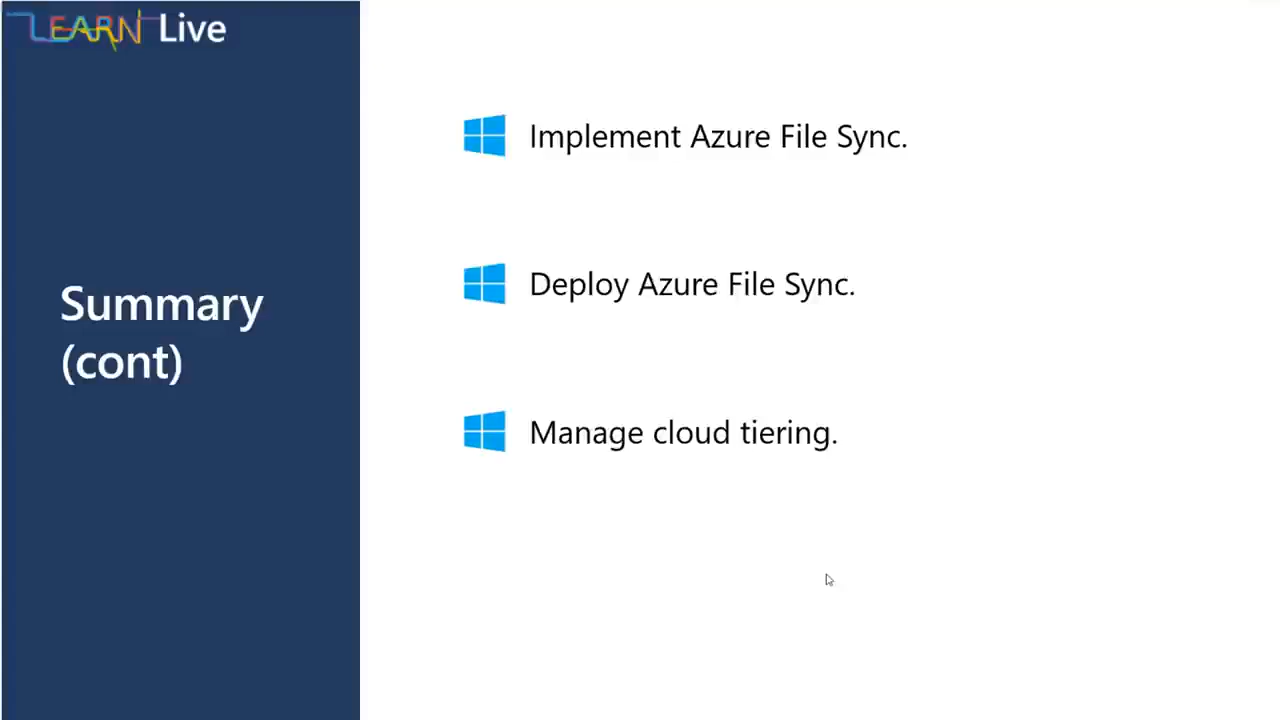 LEARN Live
Summary
(cont)
Implement Azure File Sync.
Deploy Azure File Sync.
Manage cloud tiering.